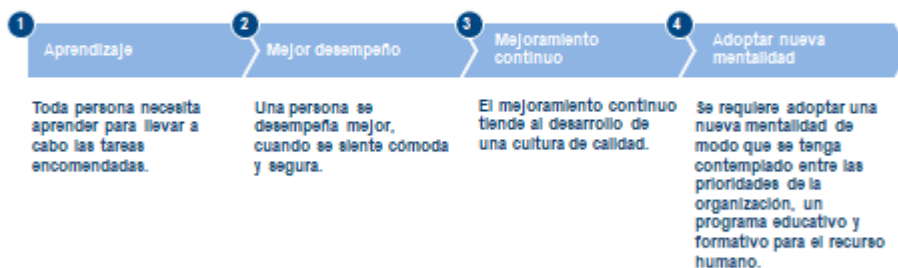 1
Aprendizaje
Toda persona necesita
aprender para llevar a
cabo las tareas
encomendadas.
2
Mejor desempeño
Una persona se
desempeña mejor,
cuando se siente cómoda
y segura.
3
Mejoramiento
continuo
El mejoramiento continuo
tiende al desarrollo de
una cultura de calidad.
4
Adoptar nueva
mentalidad
Se requiere adoptar una
nueva mentalidad de
modo que se tenga
contemplado entre las
prioridades de la
organización, un
programa educativo y
formativo para el recurso
humano.